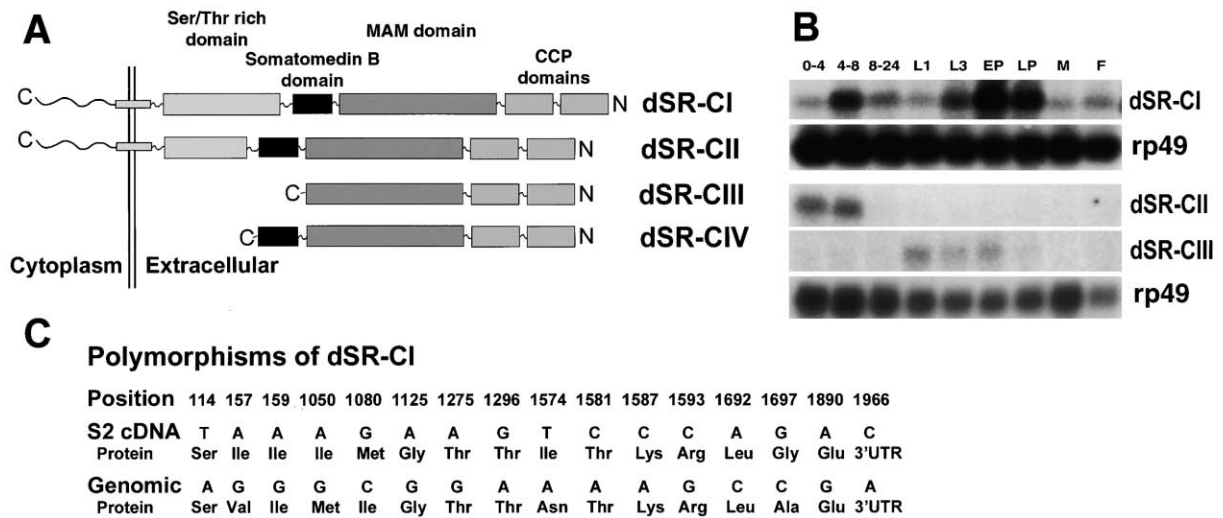 A
Ser/Thr rich
domain
MAM domain
Somatomedin B
domain
CCP
domains
C
N
dSR-CI
C
N
dSR-CII
C
N
dSR-CIII
C
N
dSR-CIV
Cytoplasm
Extracellular
B
0-4 4-8 8-24 L1 L3 EP LP M F
dSR-CI
rp49
dSR-CII
dSR-CIII
rp49
C
Polymorphisms of dSR-CI
Position 114 157 159 1050 1080 1125 1275 1296 1574 1581 1587 1593 1692 1697 1890 1966
S2 cDNA T A A A G A A G T C C C A G A C
Protein Ser Ile Ile Ile Met Gly Thr Thr Ile Thr Lys Arg Leu Gly Glu 3'UTR
Genomic A G G G C G G A A A A G C C G A
Protein Ser Val Ile Met Ile Gly Thr Thr Asn Thr Lys Arg Leu Ala Glu 3'UTR